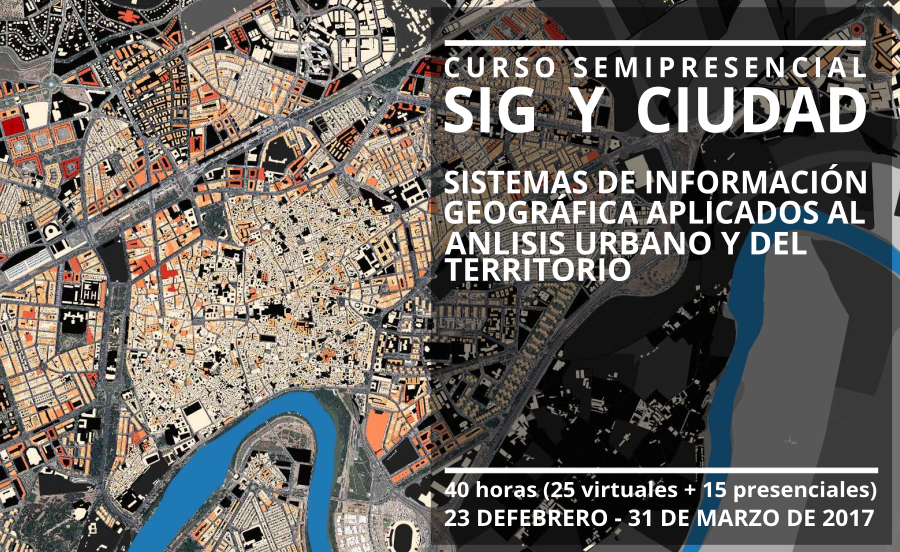 CURSO SEMIPRESENCIAL
SIG Y CIUDAD
SISTEMAS DE INFORMACIÓN
GEOGRÁFICA APLICADOS AL
ANLISIS URBANO Y DEL
TERRITORIO
40 horas (25 virtuales + 15 presenciales)
23 DEFEBRERO - 31 DE MARZO DE 2017